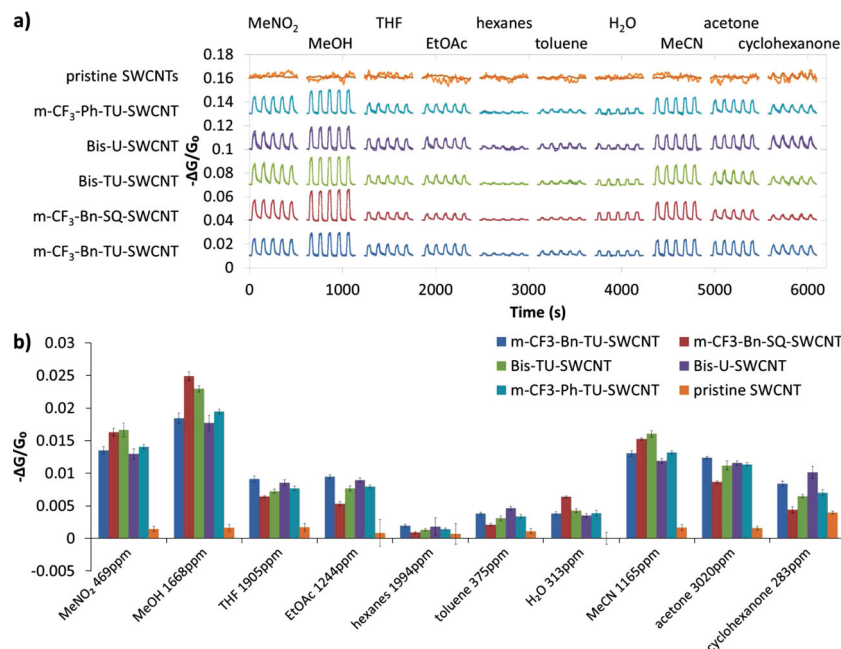 a)
MeNO₂ THF hexanes H₂O acetone
MeOH EtOAc toluene MeCN cyclohexanone
pristine SWCNTs
m-CF₃-Ph-TU-SWCNT
Bis-U-SWCNT
Bis-TU-SWCNT
m-CF₃-Bn-SQ-SWCNT
m-CF₃-Bn-TU-SWCNT
-ΔG/G₀
0.18
0.16
0.14
0.12
0.1
0.08
0.06
0.04
0.02
0
0 1000 2000 3000 4000 5000 6000
Time (s)
b)
-ΔG/G₀
0.03
0.025
0.02
0.015
0.01
0.005
0
-0.005
m-CF3-Bn-TU-SWCNT m-CF3-Bn-SQ-SWCNT
Bis-TU-SWCNT Bis-U-SWCNT
m-CF3-Ph-TU-SWCNT pristine SWCNT
MeNO₂ 469ppm
MeOH 1668ppm
THF 1905ppm
EtOAc 1244ppm
hexanes 1994ppm
toluene 375ppm
H₂O 313ppm
MeCN 1165ppm
acetone 3020ppm
cyclohexanone 283ppm